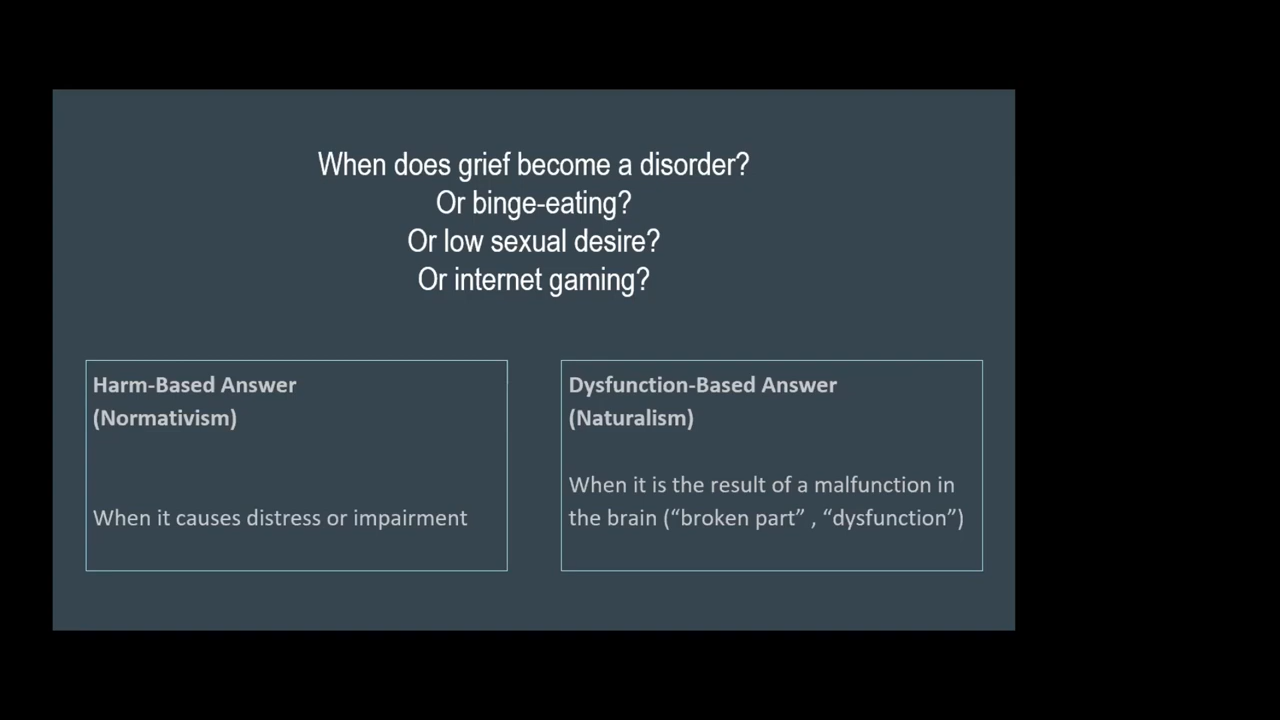 When does grief become a disorder?
Or binge-eating?
Or low sexual desire?
Or internet gaming?
Harm-Based Answer
(Normativism)
When it causes distress or impairment
Dysfunction-Based Answer
(Naturalism)
When it is the result of a malfunction in
the brain (“broken part” , “dysfunction”)